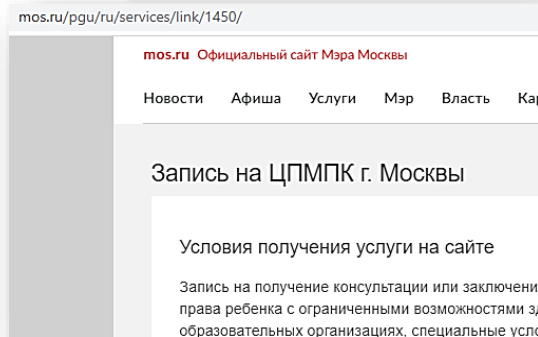 mos.ru/pgu/ru/services/link/1450/
mos.ru Официальный сайт Мэра Москвы
Новости Афиша Услуги Мэр Власть
Запись на ЦПМПК г. Москвы
Условия получения услуги на сайте
Запись на получение консультации или
права ребенка с ограниченными возможностями
образовательных организациях, специальные